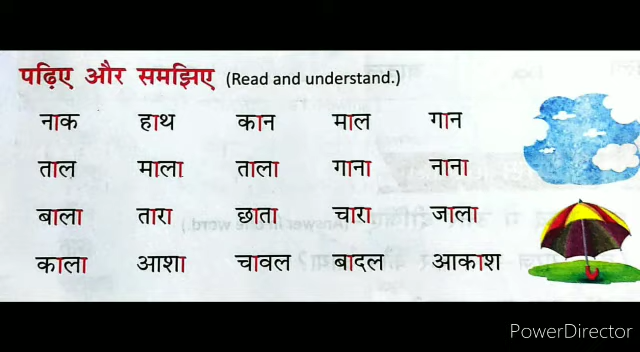 पढ़िए और समझिए (Read and understand.)
नाक हाथ कान माल गान
ताल माला ताला गाना नाना
बाला तारा छाता चारा जाला
काला आशा चावल बादल आकाश
PowerDirector